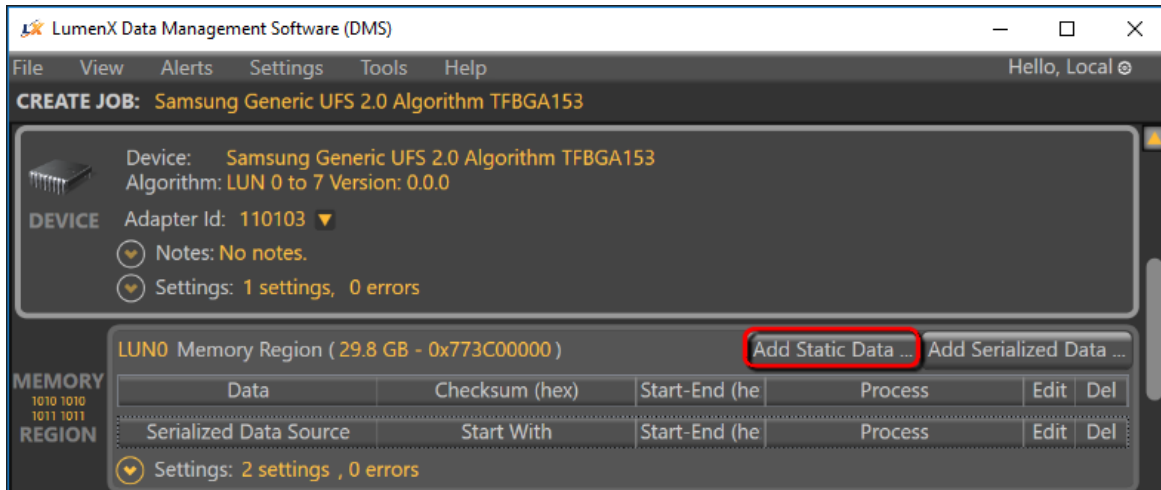 LumenX Data Management Software (DMS)
File View Alerts Settings Tools Help Hello, Local
CREATE JOB: Samsung Generic UFS 2.0 Algorithm TFBGA153
Device: Samsung Generic UFS 2.0 Algorithm TFBGA153
Algorithm: LUN 0 to 7 Version: 0.0.0
DEVICE Adapter Id: 110103
Notes: No notes.
Settings: 1 settings, 0 errors
LUN0 Memory Region ( 29.8 GB - 0x773C00000 ) Add Static Data ... Add Serialized Data ...
MEMORY
1010 1010
1011 1011
REGION
Data Checksum (hex) Start-End (he Process Edit Del
Serialized Data Source Start With Start-End (he Process Edit Del
Settings: 2 settings , 0 errors